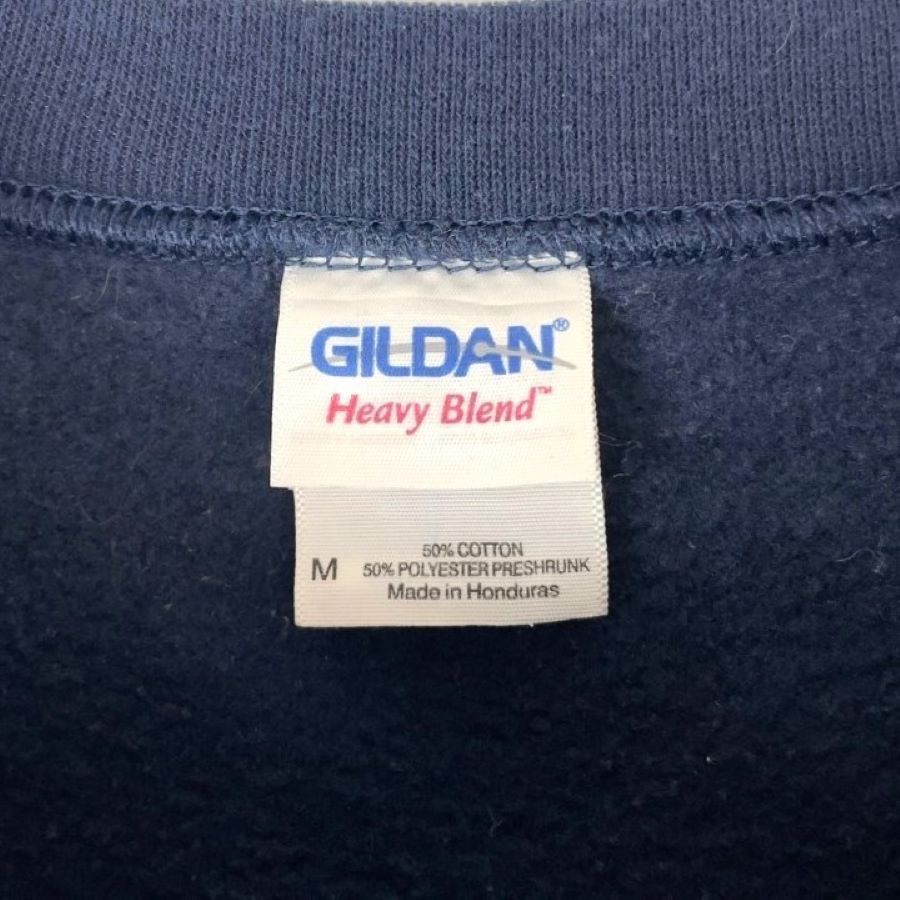 GILDAN®
Heavy Blend™
50% COTTON
M 50% POLYESTER PRESHRUNK
Made in Honduras